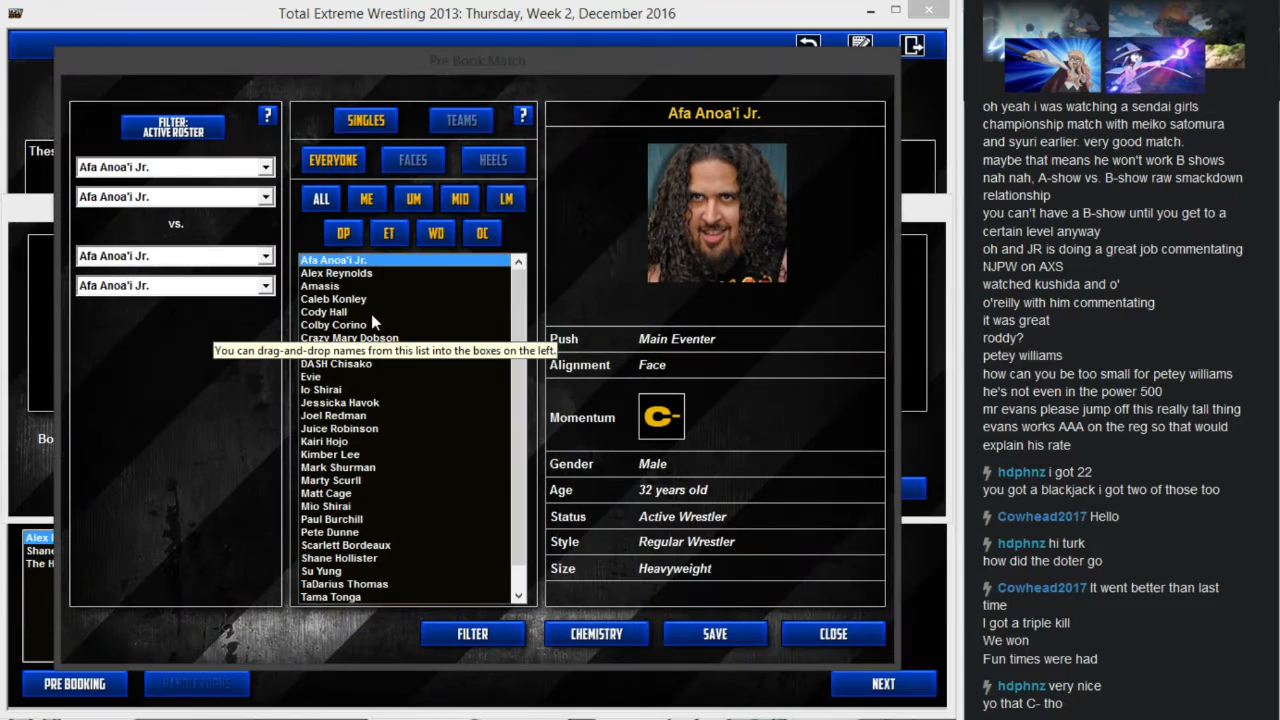 Total Extreme Wrestling 2013: Thursday, Week 2, December 2016
Pre Book Match
FILTER:
ACTIVE ROSTER
?
Afa Anoa'i Jr.
Afa Anoa'i Jr.
vs.
Afa Anoa'i Jr.
Afa Anoa'i Jr.
Thes
Bo
Alex R
Shane
The H
SINGLES
TEAMS
?
EVERYONE
FACES
HEELS
ALL
ME
UM
MID
LM
OP
ET
WO
OC
Afa Anoa'i Jr.
Alex Reynolds
Amasis
Caleb Konley
Cody Hall
Colby Corino
Crazy Mary Dobson
You can drag-and-drop names from this list into the boxes on the left.
DASH Chisako
Evie
Io Shirai
Jessicka Havok
Joel Redman
Juice Robinson
Kairi Hojo
Kimber Lee
Mark Shurman
Marty Scurll
Matt Cage
Mio Shirai
Paul Burchill
Pete Dunne
Scarlett Bordeaux
Shane Hollister
Su Yung
TaDarius Thomas
Tama Tonga
Afa Anoa'i Jr.
Push Main Eventer
Alignment Face
Momentum C-
Gender Male
Age 32 years old
Status Active Wrestler
Style Regular Wrestler
Size Heavyweight
FILTER
CHEMISTRY
SAVE
CLOSE
PRE BOOKING
NEXT
oh yeah i was watching a sendai girls
championship match with meiko satomura
and syuri earlier. very good match.
maybe that means he won't work B shows
nah nah, A-show vs. B-show raw smackdown
relationship
you can't have a B-show until you get to a
certain level anyway
oh and JR is doing a great job commentating
NJPW on AXS
watched kushida and o'
o'reilly with him commentating
it was great
roddy?
petey williams
how can you be too small for petey williams
he's not even in the power 500
mr evans please jump off this really tall thing
evans works AAA on the reg so that would
explain his rate
hdphnz i got 22
you got a blackjack i got two of those too
Cowhead2017 Hello
hdphnz hi turk
how did the doter go
Cowhead2017 It went better than last
time
I got a triple kill
We won
Fun times were had
hdphnz very nice
yo that C- tho